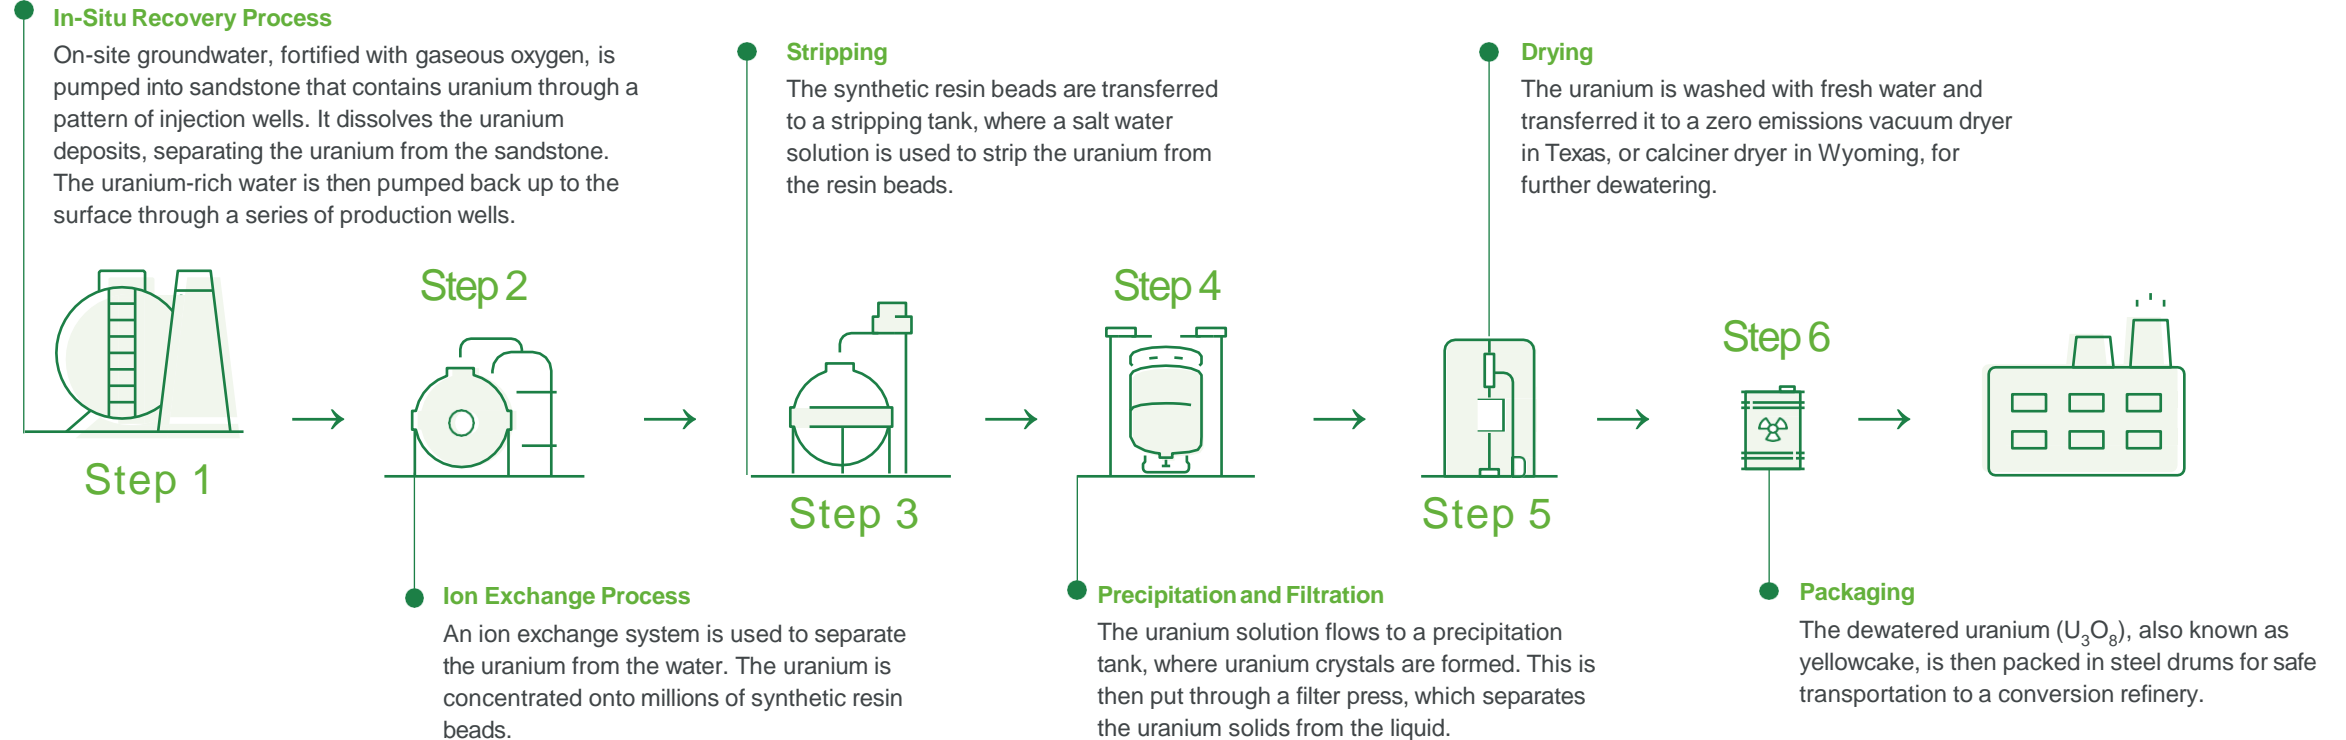 In-Situ Recovery Process
On-site groundwater, fortified with gaseous oxygen, is
pumped into sandstone that contains uranium through a
pattern of injection wells. It dissolves the uranium
deposits, separating the uranium from the sandstone.
The uranium-rich water is then pumped back up to the
surface through a series of production wells.
Step 1
Step 2
Ion Exchange Process
An ion exchange system is used to separate
the uranium from the water. The uranium is
concentrated onto millions of synthetic resin
beads.
Stripping
The synthetic resin beads are transferred
to a stripping tank, where a salt water
solution is used to strip the uranium from
the resin beads.
Step 3
Step 4
Precipitation and Filtration
The uranium solution flows to a precipitation
tank, where uranium crystals are formed. This is
then put through a filter press, which separates
the uranium solids from the liquid.
Drying
The uranium is washed with fresh water and
transferred it to a zero emissions vacuum dryer
in Texas, or calciner dryer in Wyoming, for
further dewatering.
Step 5
Step 6
Packaging
The dewatered uranium (U₃O₈), also known as
yellowcake, is then packed in steel drums for safe
transportation to a conversion refinery.